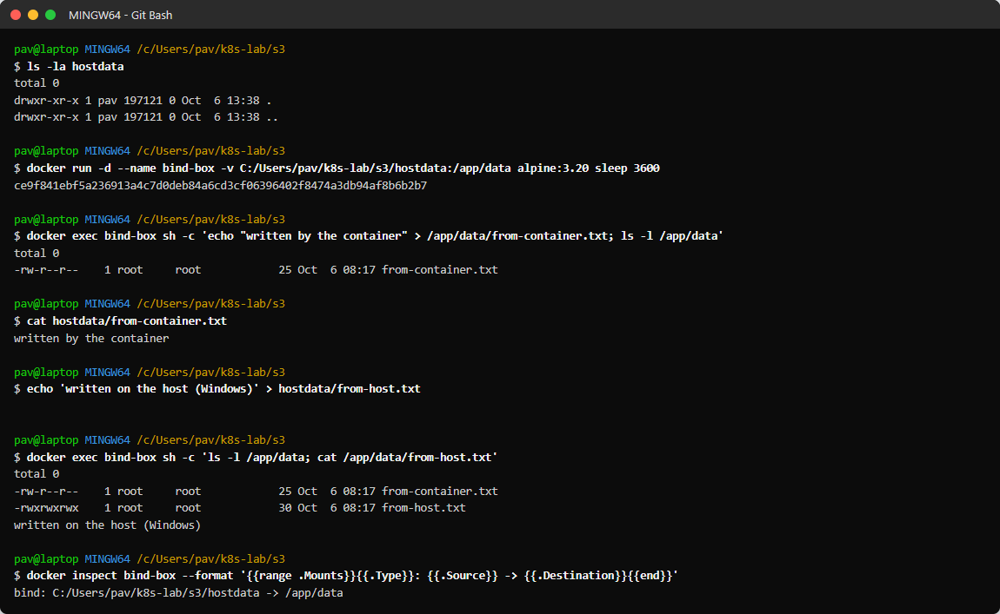 MINGW64 - Git Bash
pav@laptop MINGW64 /c/Users/pav/k8s-lab/s3
$ ls -la hostdata
total 0
drwxr-xr-x 1 pav 197121 0 Oct  6 13:38 .
drwxr-xr-x 1 pav 197121 0 Oct  6 13:38 ..
pav@laptop MINGW64 /c/Users/pav/k8s-lab/s3
$ docker run -d --name bind-box -v C:/Users/pav/k8s-lab/s3/hostdata:/app/data alpine:3.20 sleep 3600
ce9f841ebf5a236913a4c7d0deb84a6cd3cf06396402f8474a3db94af8b6b2b7
pav@laptop MINGW64 /c/Users/pav/k8s-lab/s3
$ docker exec bind-box sh -c 'echo "written by the container" > /app/data/from-container.txt; ls -l /app/data'
total 0
-rw-r--r--    1 root     root            25 Oct  6 08:17 from-container.txt
pav@laptop MINGW64 /c/Users/pav/k8s-lab/s3
$ cat hostdata/from-container.txt
written by the container
pav@laptop MINGW64 /c/Users/pav/k8s-lab/s3
$ echo 'written on the host (Windows)' > hostdata/from-host.txt
pav@laptop MINGW64 /c/Users/pav/k8s-lab/s3
$ docker exec bind-box sh -c 'ls -l /app/data; cat /app/data/from-host.txt'
total 0
-rw-r--r--    1 root     root            25 Oct  6 08:17 from-container.txt
-rwxrwxrwx    1 root     root            30 Oct  6 08:17 from-host.txt
written on the host (Windows)
pav@laptop MINGW64 /c/Users/pav/k8s-lab/s3
$ docker inspect bind-box --format '{{range .Mounts}}{{.Type}}: {{.Source}} -> {{.Destination}}{{end}}'
bind: C:/Users/pav/k8s-lab/s3/hostdata -> /app/data